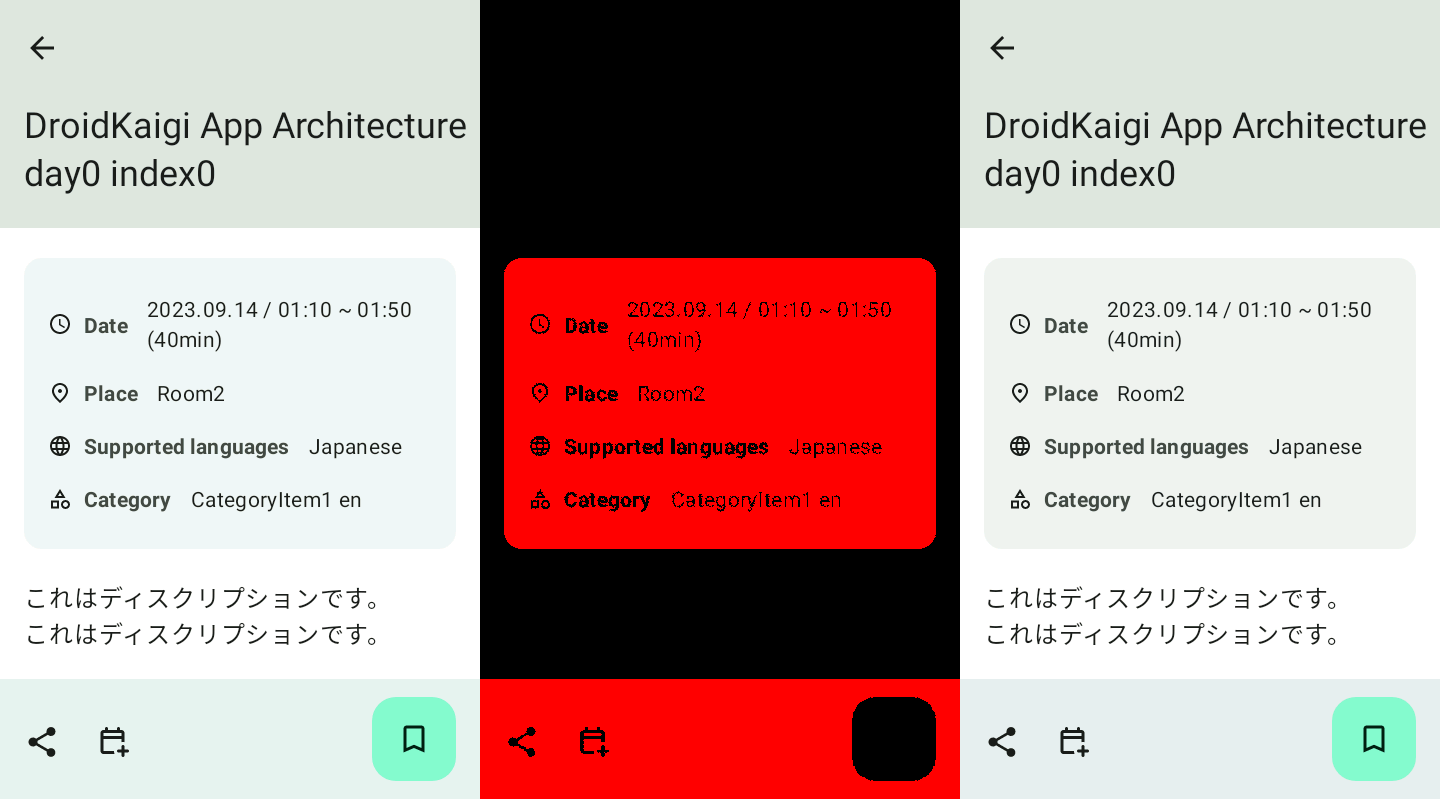 DroidKaigi App Architecture
day0 index0
Date 2023.09.14 / 01:10 ~ 01:50
(40min)
Place Room2
Supported languages Japanese
Category CategoryItem1 en
これはディスクリプションです。
これはディスクリプションです。
Date 2023.09.14 / 01:10 ~ 01:50
(40min)
Place Room2
Supported languages Japanese
Category CategoryItem1 en
DroidKaigi App Architecture
day0 index0
Date 2023.09.14 / 01:10 ~ 01:50
(40min)
Place Room2
Supported languages Japanese
Category CategoryItem1 en
これはディスクリプションです。
これはディスクリプションです。